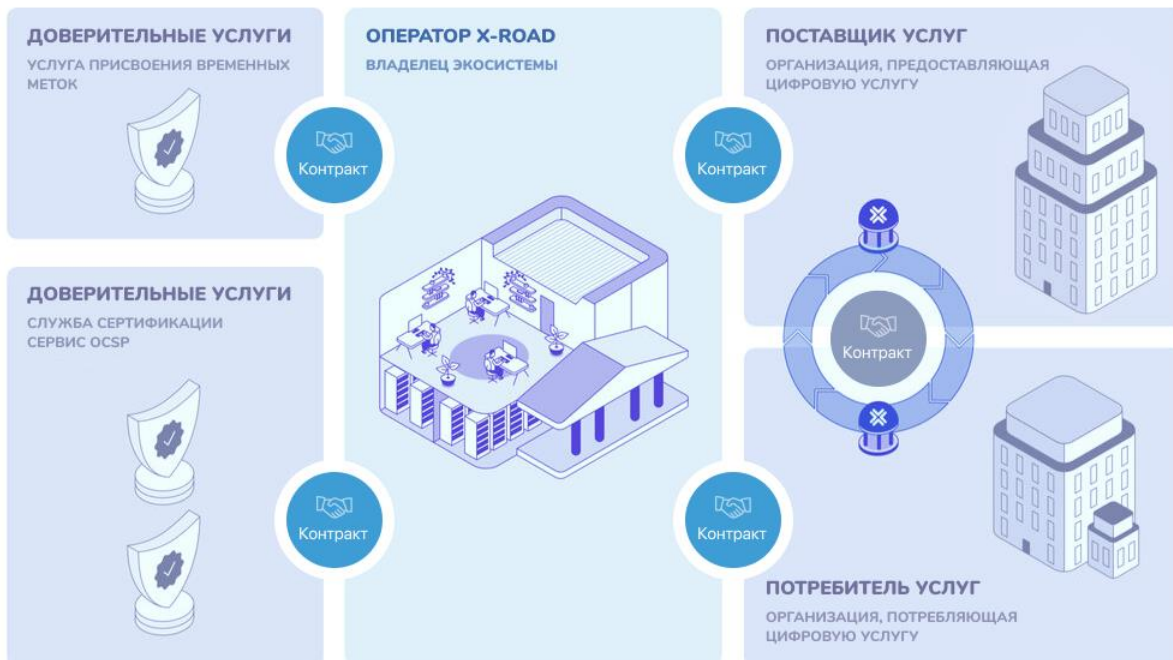 ДОВЕРИТЕЛЬНЫЕ УСЛУГИ
УСЛУГА ПРИСВОЕНИЯ ВРЕМЕННЫХ
МЕТОК
ОПЕРАТОР X-ROAD
ВЛАДЕЛЕЦ ЭКОСИСТЕМЫ
ПОСТАВЩИК УСЛУГ
ОРГАНИЗАЦИЯ, ПРЕДОСТАВЛЯЮЩАЯ
ЦИФРОВУЮ УСЛУГУ
Контракт
Контракт
ДОВЕРИТЕЛЬНЫЕ УСЛУГИ
СЛУЖБА СЕРТИФИКАЦИИ
СЕРВИС OCSP
Контракт
Контракт
Контракт
ПОТРЕБИТЕЛЬ УСЛУГ
ОРГАНИЗАЦИЯ, ПОТРЕБЛЯЮЩАЯ
ЦИФРОВУЮ УСЛУГУ